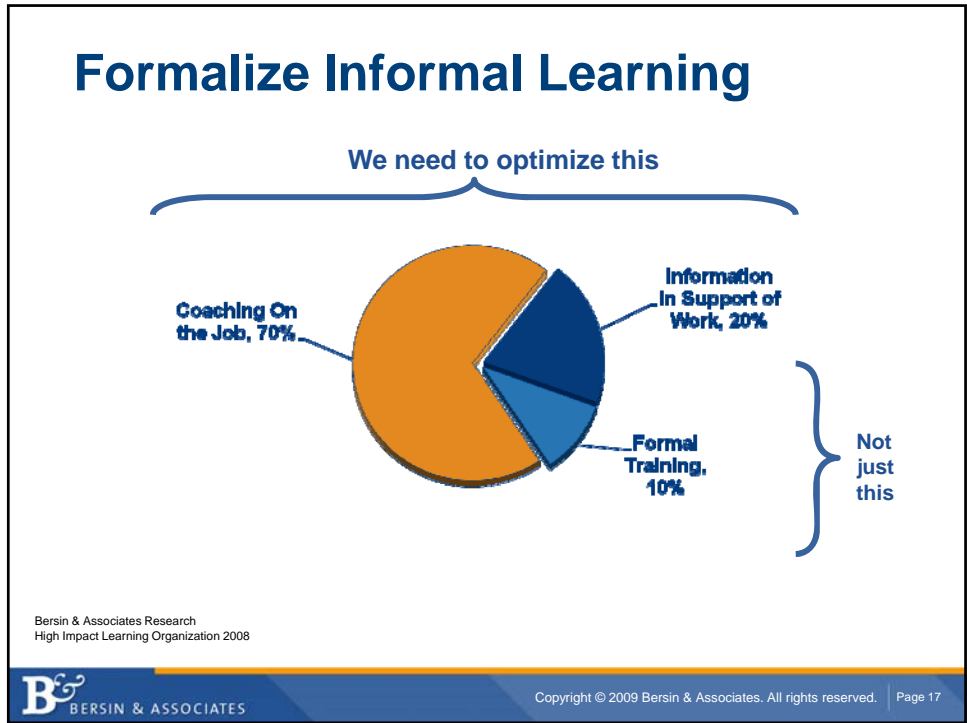 Formalize Informal Learning
We need to optimize this
Coaching On
the Job, 70%
Information
In Support of
Work, 20%
Formal
Training,
10%
Not
just
this
Bersin & Associates Research
High Impact Learning Organization 2008
B& BERSIN & ASSOCIATES
Copyright © 2009 Bersin & Associates. All rights reserved. Page 17